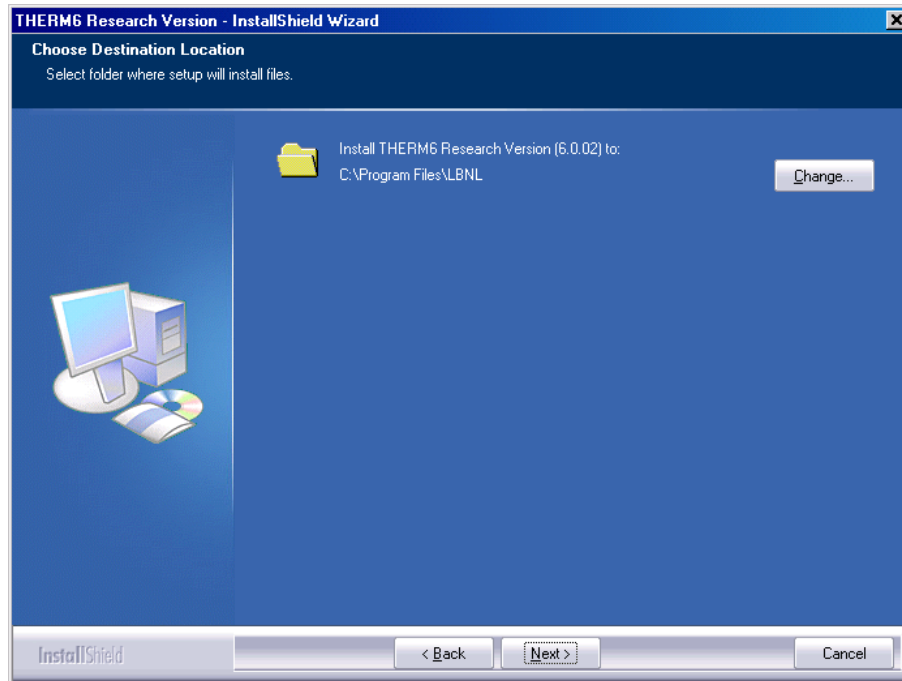 THERM6 Research Version - InstallShield Wizard
Choose Destination Location
Select folder where setup will install files.
Install THERM6 Research Version (6.0.02) to:
C:\Program Files\LBNL
Change...
InstallShield
< Back
Next >
Cancel